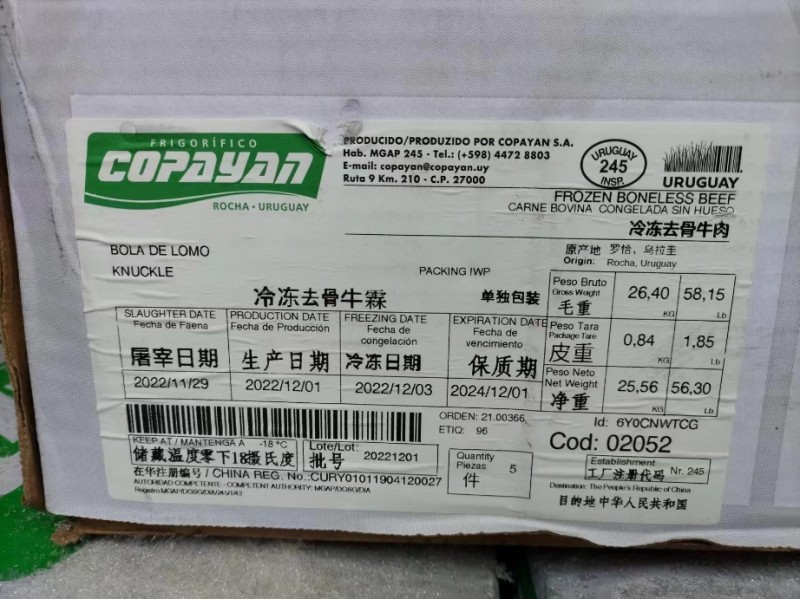 FRIGORÍFICO
COPAYAN
ROCHA • URUGUAY
PRODUCIDO/PRODUZIDO POR COPAYAN S.A.
Hab. MGAP 245 - Tel.: (+598) 4472 8803
E-mail: copayan@copayan.uy
Ruta 9 Km. 210 - C.P. 27000
URUGUAY
245
INSP.
URUGUAY
FROZEN BONELESS BEEF
CARNE BOVINA CONGELADA SIN HUESO
冷冻去骨牛肉
原产地 罗恰，乌拉圭
Origin: Rocha, Uruguay
BOLA DE LOMO
KNUCKLE
PACKING IWP
冷冻去骨牛霖
单独包装
SLAUGHTER DATE
Fecha de Faena
屠宰日期
2022/11/29
PRODUCTION DATE
Fecha de Producción
生产日期
2022/12/01
FREEZING DATE
Fecha de
congelación
冷冻日期
2022/12/03
EXPIRATION DATE
Fecha de
vencimiento
保质期
2024/12/01
Peso Bruto
Gross Weight
毛重
26,40 KG
58,15 Lb
Peso Tara
Package Tare
皮重
0,84 KG
1,85 Lb
Peso Neto
Net Weight
净重
25,56 KG
56,30 Lb
ORDEN: 21.00366
ETIQ: 96
Id: 6Y0CNWTCG
Cod: 02052
KEEP AT / MANTENGA A -18 °C
储藏温度零下18摄氏度
Lote/Lot:
批号 20221201
Quantity
Piezas 5
件
Establishment
工厂注册代码 Nr. 245
在华注册编号 / CHINA REG. No.:CURY01011904120027
AUTORIDAD COMPETENTE - COMPETENT AUTHORITY: MGAP/DGSG/DIA
Destination: The People's Republic of China
目的地中华人民共和国